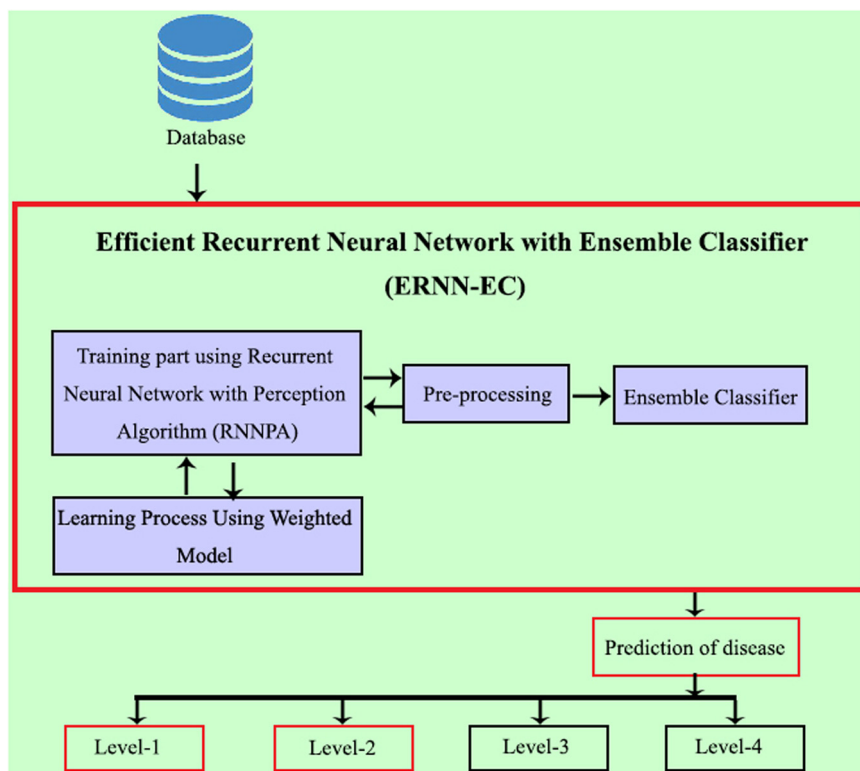 Database
Efficient Recurrent Neural Network with Ensemble Classifier
(ERNN-EC)
Training part using Recurrent
Neural Network with Perception
Algorithm (RNNPA)
Pre-processing
Ensemble Classifier
Learning Process Using Weighted
Model
Prediction of disease
Level-1
Level-2
Level-3
Level-4